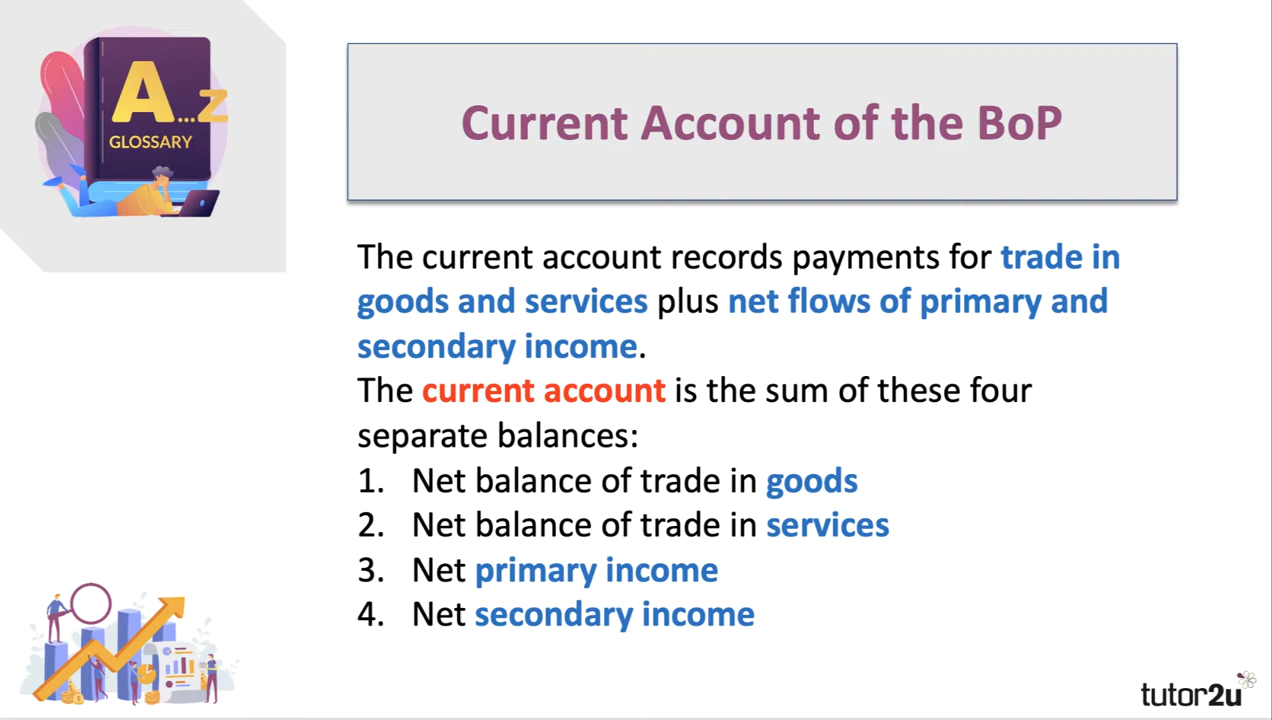 A...Z
GLOSSARY
Current Account of the BoP
The current account records payments for trade in
goods and services plus net flows of primary and
secondary income.
The current account is the sum of these four
separate balances:
1. Net balance of trade in goods
2. Net balance of trade in services
3. Net primary income
4. Net secondary income
tutor2u